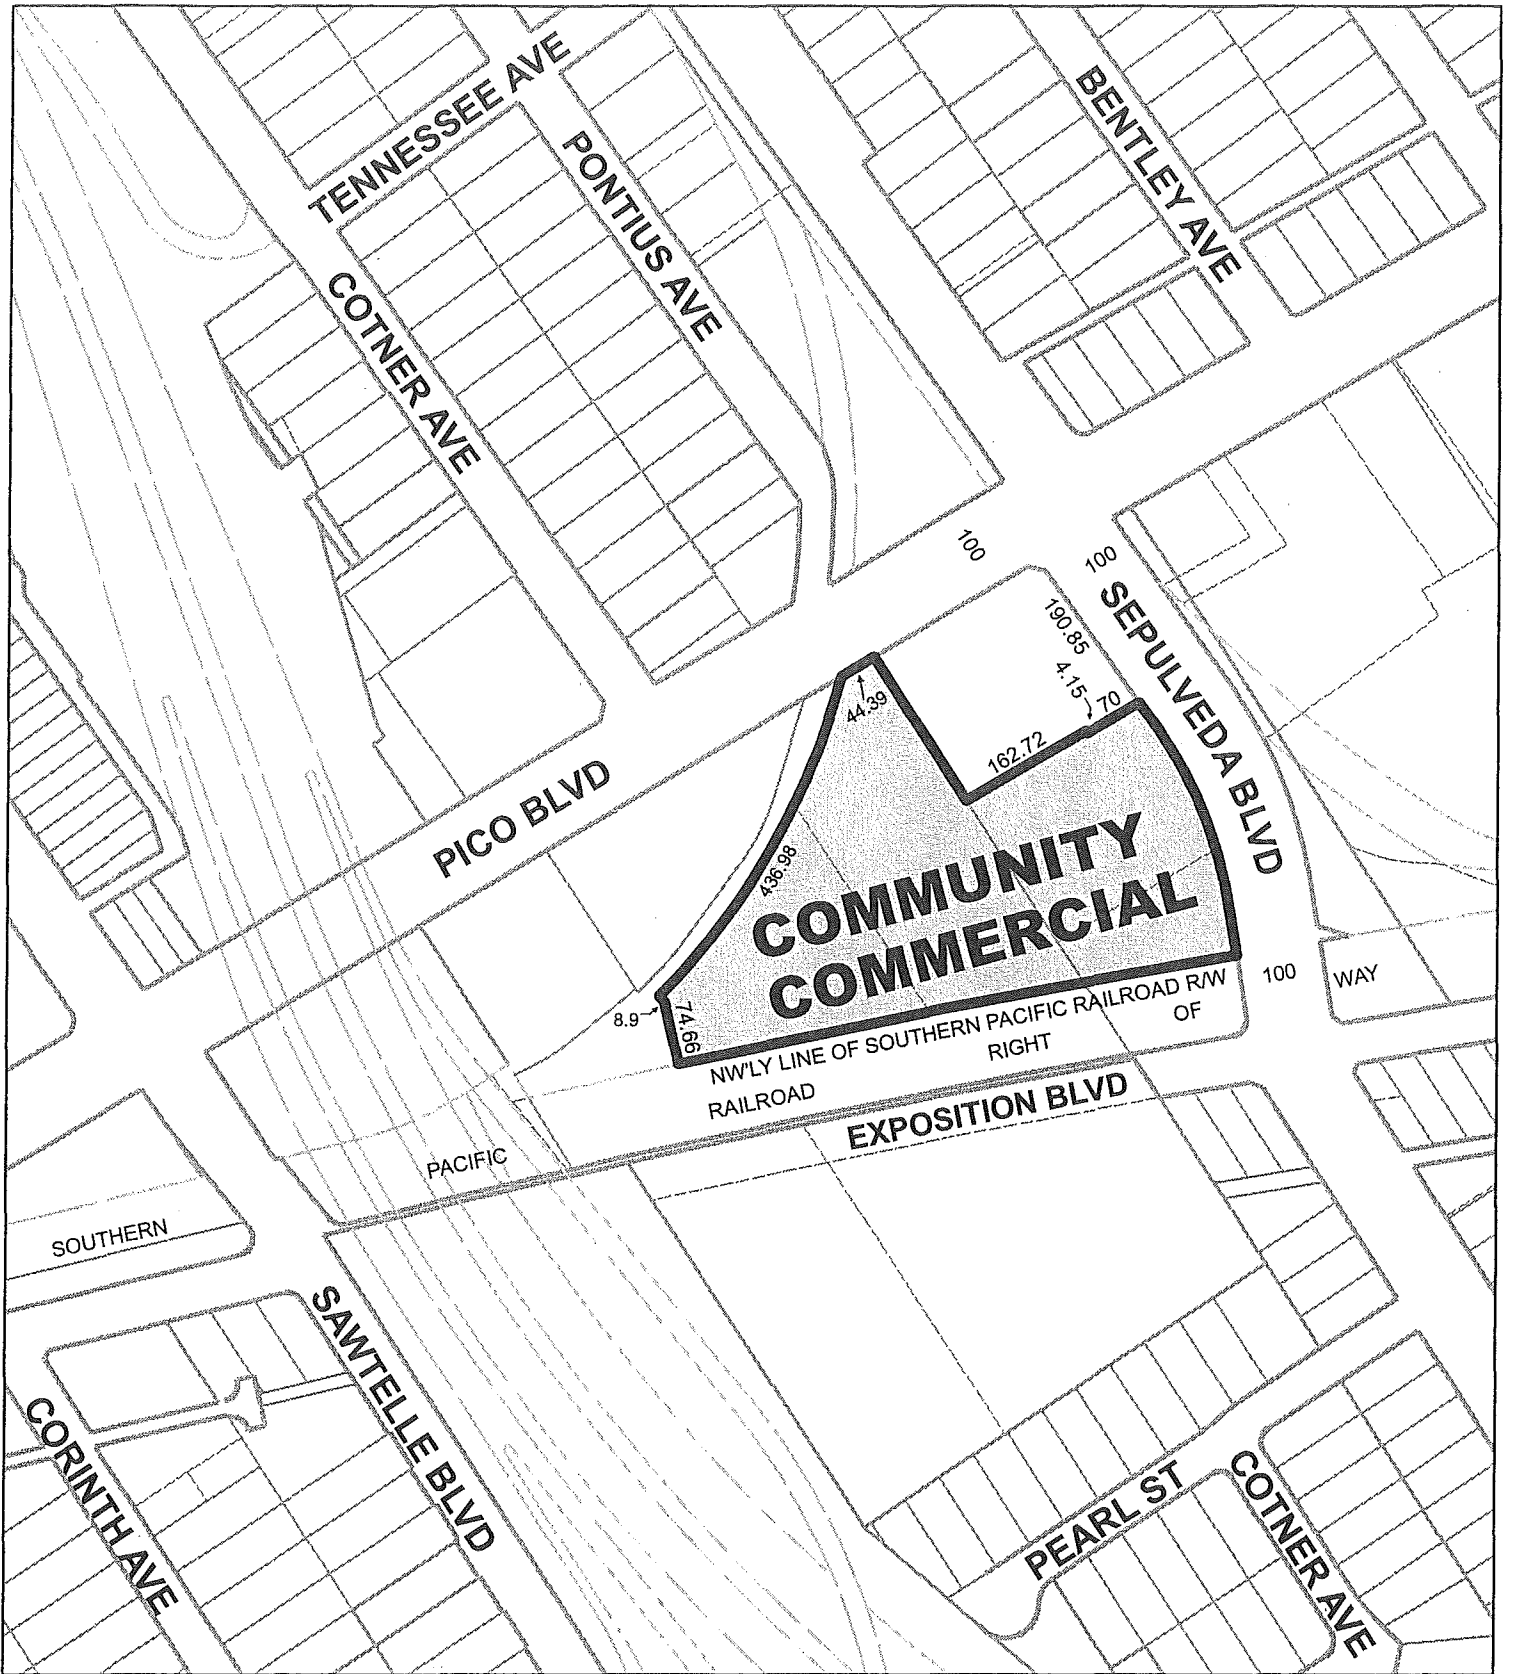 TENNESSEE AVE
PONTIUS AVE
BENTLEY AVE
COTNER AVE
100
100
SEPULVEDA BLVD
190.85
4.15
70
44.39
162.72
PICO BLVD
436.98
COMMUNITY
COMMERCIAL
8.9
74.66
100
WAY
NW'LY LINE OF SOUTHERN PACIFIC RAILROAD R/W
OF
RIGHT
RAILROAD
EXPOSITION BLVD
PACIFIC
SOUTHERN
SAWTELLE BLVD
CORINTH AVE
PEARL ST
COTNER AVE